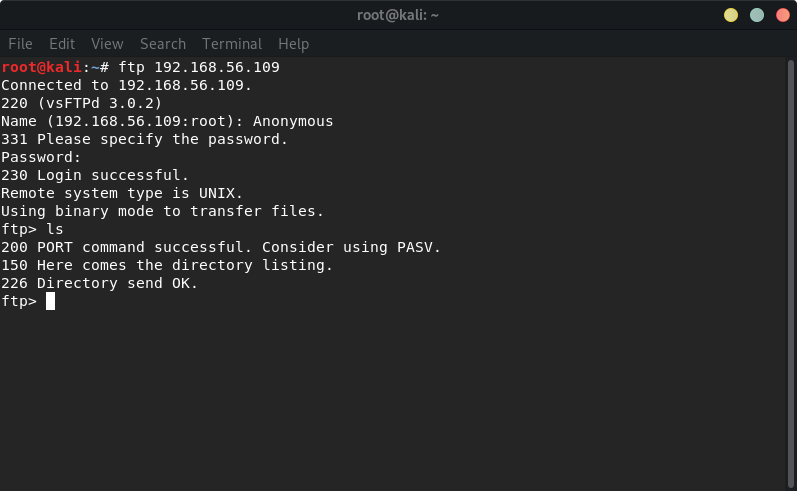 root@kali: ~
File Edit View Search Terminal Help
root@kali:~# ftp 192.168.56.109
Connected to 192.168.56.109.
220 (vsFTPd 3.0.2)
Name (192.168.56.109:root): Anonymous
331 Please specify the password.
Password:
230 Login successful.
Remote system type is UNIX.
Using binary mode to transfer files.
ftp> ls
200 PORT command successful. Consider using PASV.
150 Here comes the directory listing.
226 Directory send OK.
ftp>